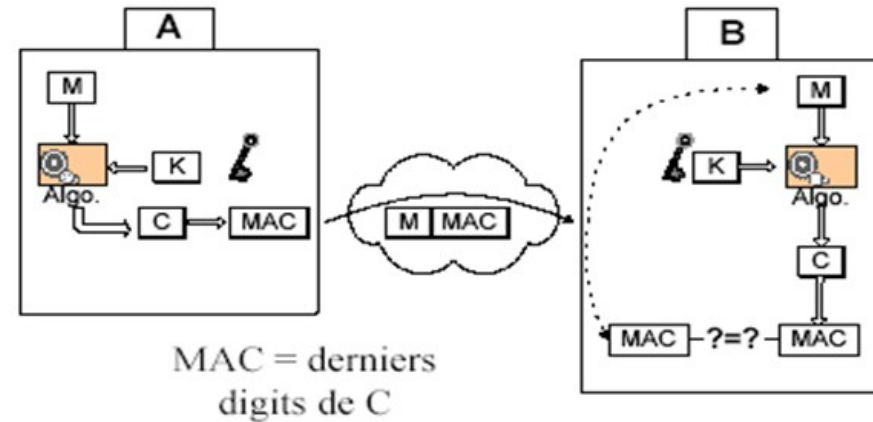 A
M
K
Algo.
C
MAC
M MAC
B
M
K
Algo.
C
MAC ?=? MAC
MAC = derniers
digits de C